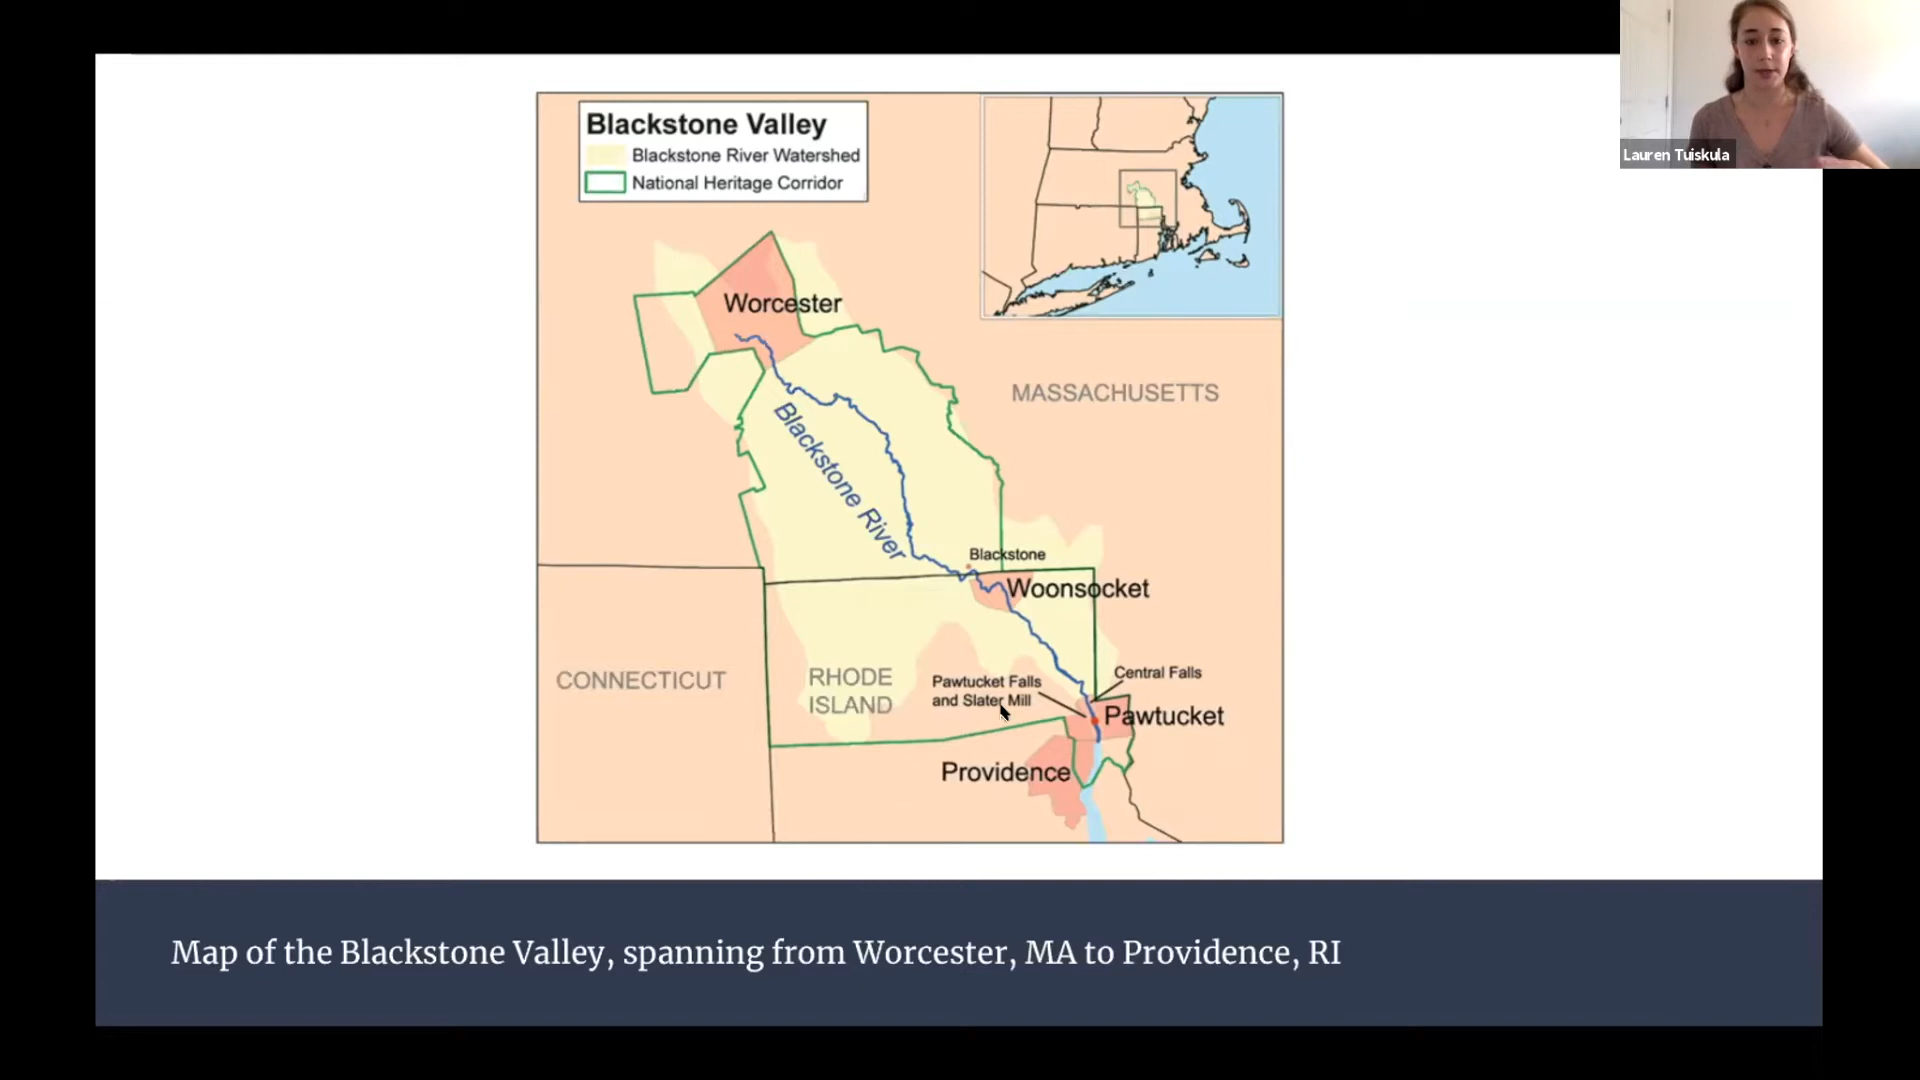 Blackstone Valley
Blackstone River Watershed
National Heritage Corridor
Lauren Tuiskula
Worcester
MASSACHUSETTS
Blackstone River
Blackstone
Woonsocket
CONNECTICUT
RHODE
ISLAND
Pawtucket Falls
and Slater Mill
Central Falls
Pawtucket
Providence
Map of the Blackstone Valley, spanning from Worcester, MA to Providence, RI